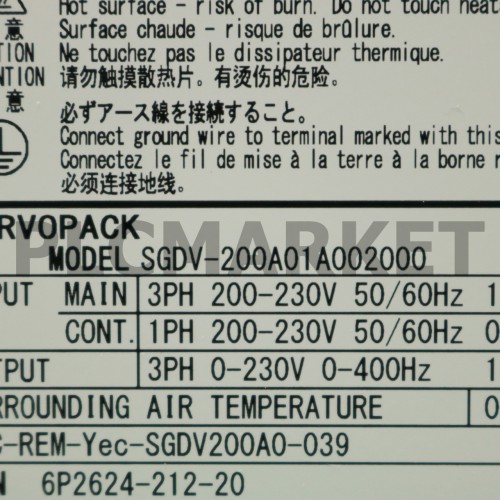 Hot surface - risk of burn. Do not touch heat
意 Surface chaude - risque de brûlure.
TION Ne touchez pas le dissipateur thermique.
NTION 请勿触摸散热片。有烫伤的危险。
意 必ずアース線を接続すること。
Connect ground wire to terminal marked with this
Connectez le fil de mise à la terre à la borne
必须连接地线。
RVOPACK
PLCMARKET
MODEL SGDV-200A01A002000
PUT MAIN 3PH 200-230V 50/60Hz 1
CONT. 1PH 200-230V 50/60Hz 0
TPUT 3PH 0-230V 0-400Hz 1
RROUNDING AIR TEMPERATURE 0
C-REM-Yec-SGDV200A0-039
N 6P2624-212-20